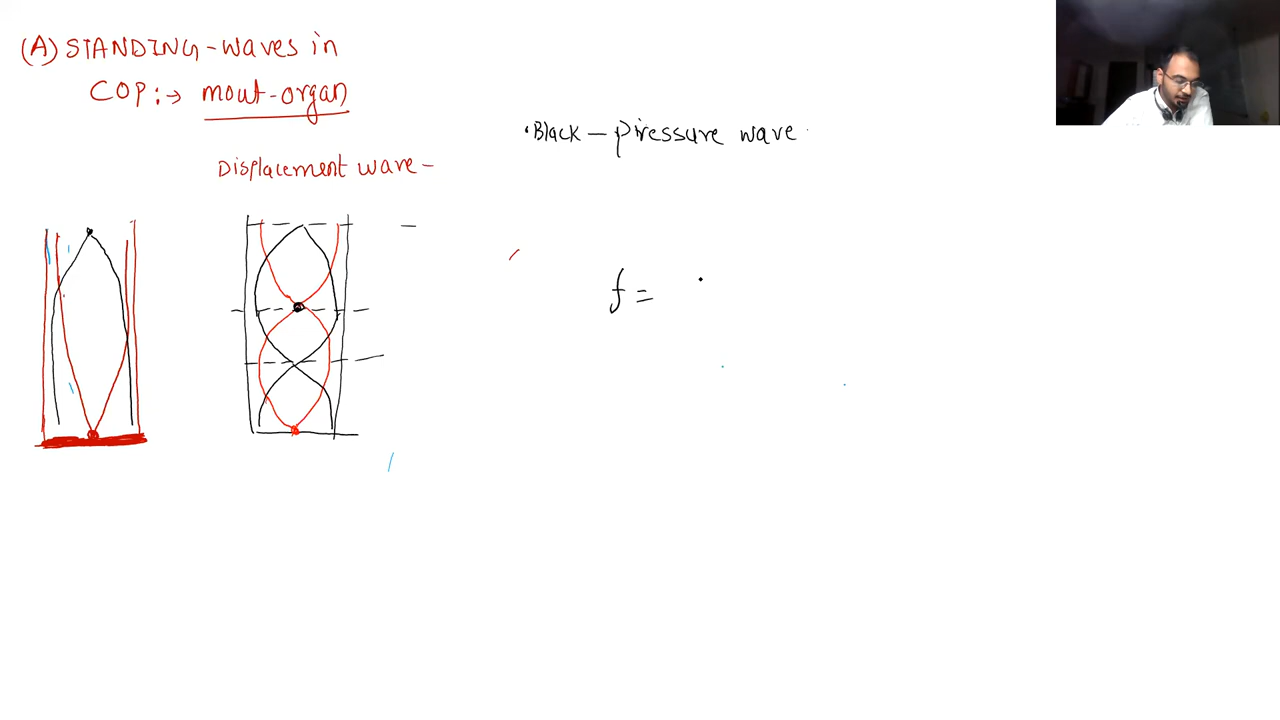 (A) STANDING-waves in
COP:→ mout-organ
•Black – Pressure wave
Displacement wave –
f =